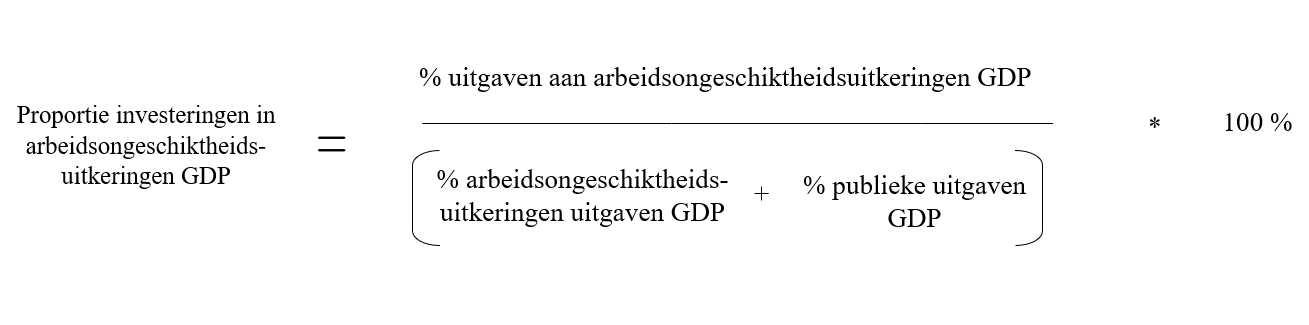 Proportie investeringen in
arbeidsongeschiktheids-
uitkeringen GDP
=
% uitgaven aan arbeidsongeschiktheidsuitkeringen GDP
% arbeidsongeschiktheids-
uitkeringen uitgaven GDP
+
% publieke uitgaven
GDP
*
100 %